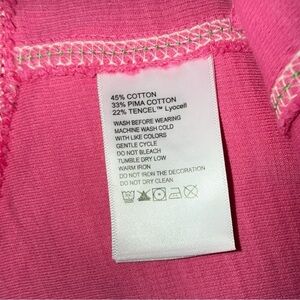 45% COTTON
33% PIMA COTTON
22% TENCEL™ Lyocell
WASH BEFORE WEARING
MACHINE WASH COLD
WITH LIKE COLORS
GENTLE CYCLE
DO NOT BLEACH
TUMBLE DRY LOW
WARM IRON
DO NOT IRON THE DECORATION
DO NOT DRY CLEAN